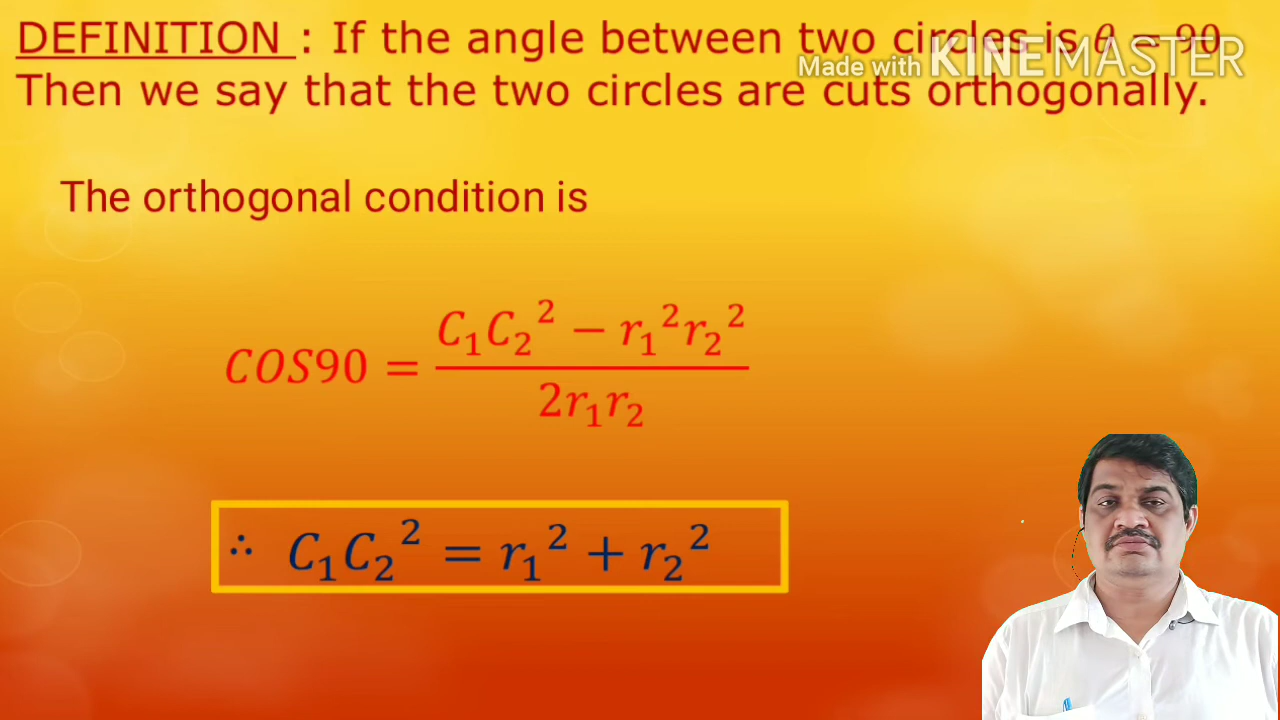 DEFINITION : If the angle between two circles is θ = 90
Made with KINEMASTER
Then we say that the two circles are cuts orthogonally.
The orthogonal condition is
COS90 = \frac{C₁C₂² − r₁²r₂²}{2r₁r₂}
∴ C₁C₂² = r₁² + r₂²